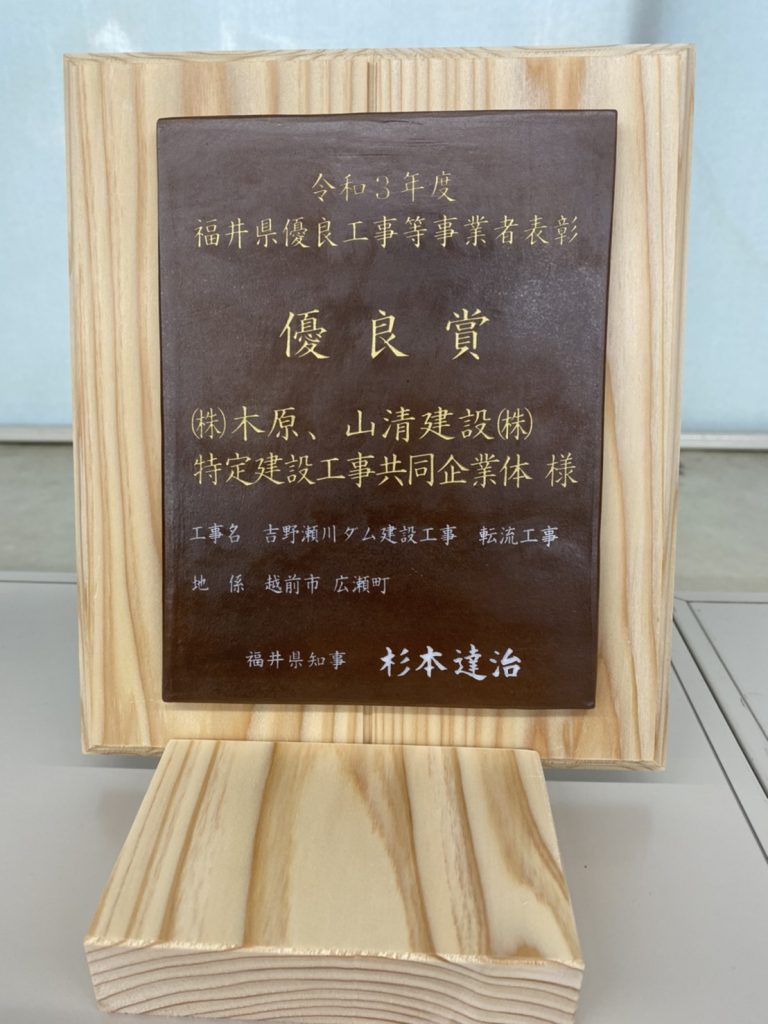 令和3年度
福井県優良工事等事業者表彰
優良賞
㈱木原、山清建設㈱
特定建設工事共同企業体 様
工事名 吉野瀬川ダム建設工事 転流工事
地係 越前市 広瀬町
福井県知事 杉本達治